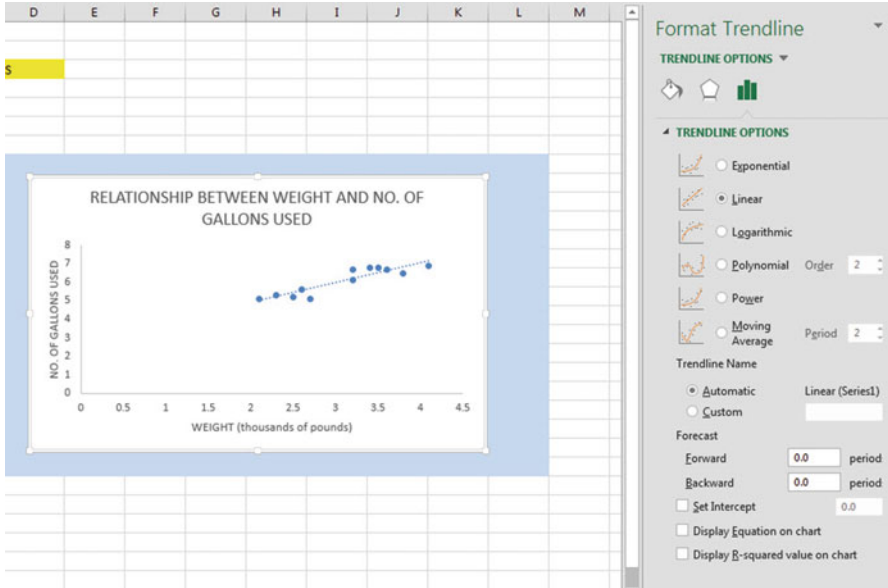 D E F G H I J K L M
S
RELATIONSHIP BETWEEN WEIGHT AND NO. OF
GALLONS USED
NO. OF GALLONS USED
8
7
6
5
4
3
2
1
0
0 0.5 1 1.5 2 2.5 3 3.5 4 4.5
WEIGHT (thousands of pounds)
Format Trendline
TRENDLINE OPTIONS
TRENDLINE OPTIONS
Exponential
Linear
Logarithmic
Polynomial Order 2
Power
Moving
Average Period 2
Trendline Name
Automatic Linear (Series1)
Custom
Forecast
Forward 0.0 period
Backward 0.0 period
Set Intercept 0.0
Display Equation on chart
Display R-squared value on chart